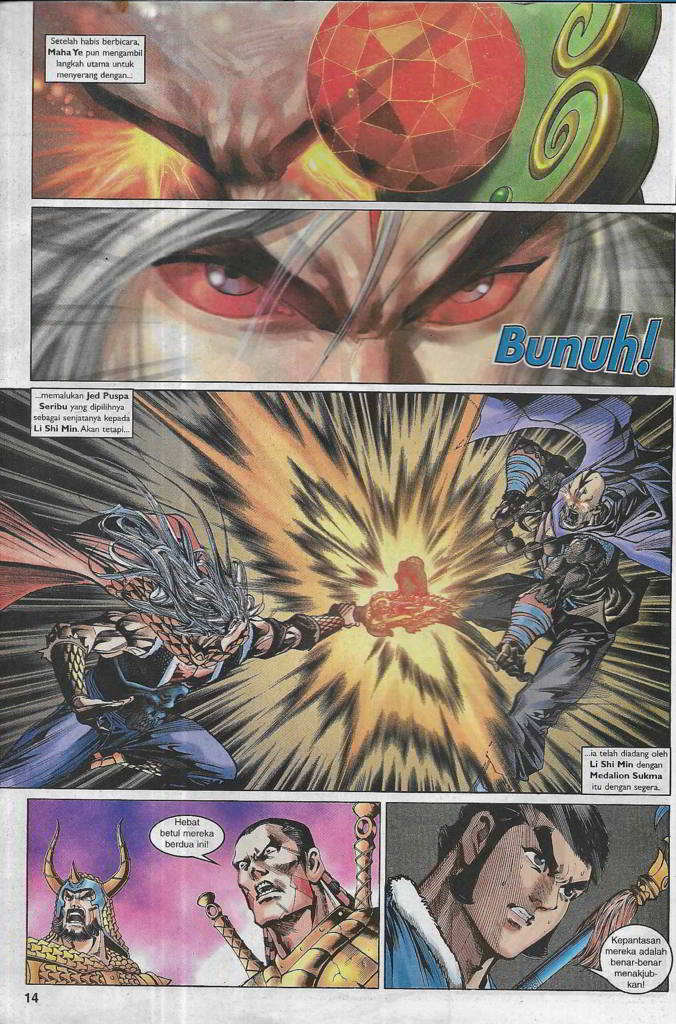 Setelah habis berbicara,
Maha Ye pun mengambil
langkah utama untuk
menyerang dengan...
Bunuh!
...memalukan Jed Puspa
Seribu yang dipilihnya
sebagai senjatanya kepada
Li Shi Min. Akan tetapi...
...ia telah diadang oleh
Li Shi Min dengan
Medalion Sukma
itu dengan segera.
Hebat
betul mereka
berdua ini!
Kepantasan
mereka adalah
benar-benar
menakjub-
kan!
14